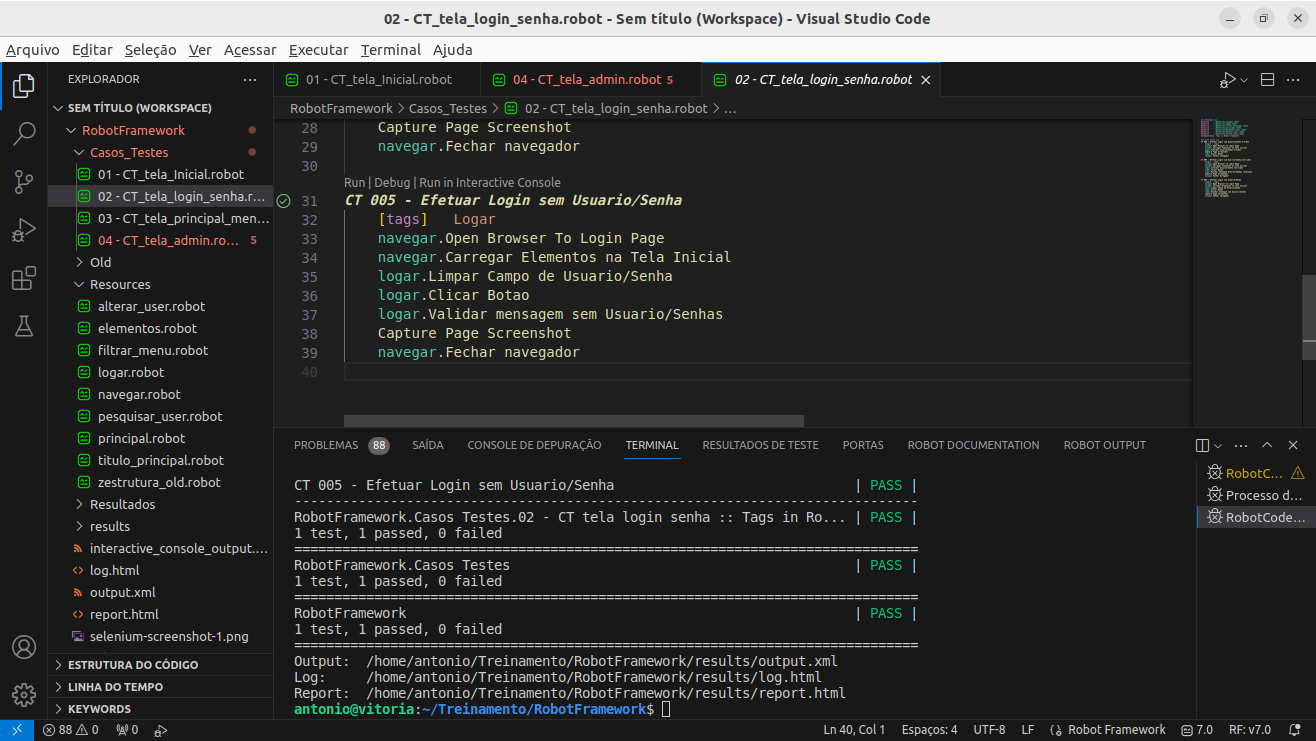 02 - CT_tela_login_senha.robot - Sem título (Workspace) - Visual Studio Code
Arquivo Editar Seleção Ver Acessar Executar Terminal Ajuda
EXPLORADOR
SEM TÍTULO (WORKSPACE)
RobotFramework
Casos_Testes
01 - CT_tela_Inicial.robot
02 - CT_tela_login_senha.r...
03 - CT_tela_principal_men...
04 - CT_tela_admin.ro... 5
Old
Resources
alterar_user.robot
elementos.robot
filtrar_menu.robot
logar.robot
navegar.robot
pesquisar_user.robot
principal.robot
titulo_principal.robot
zestrutura_old.robot
Resultados
results
interactive_console_output....
log.html
output.xml
report.html
selenium-screenshot-1.png
ESTRUTURA DO CÓDIGO
LINHA DO TEMPO
KEYWORDS
01 - CT_tela_Inicial.robot 04 - CT_tela_admin.robot 5 02 - CT_tela_login_senha.robot
RobotFramework > Casos_Testes > 02 - CT_tela_login_senha.robot > ...
28 Capture Page Screenshot
29 navegar.Fechar navegador
30
Run | Debug | Run in Interactive Console
31 CT 005 - Efetuar Login sem Usuario/Senha
32 [tags] Logar
33 navegar.Open Browser To Login Page
34 navegar.Carregar Elementos na Tela Inicial
35 logar.Limpar Campo de Usuario/Senha
36 logar.Clicar Botao
37 logar.Validar mensagem sem Usuario/Senhas
38 Capture Page Screenshot
39 navegar.Fechar navegador
40
PROBLEMAS 88 SAÍDA CONSOLE DE DEPURAÇÃO TERMINAL RESULTADOS DE TESTE PORTAS ROBOT DOCUMENTATION ROBOT OUTPUT
CT 005 - Efetuar Login sem Usuario/Senha | PASS |
------------------------------------------------------------------------------
RobotFramework.Casos Testes.02 - CT tela login senha :: Tags in Ro... | PASS |
1 test, 1 passed, 0 failed
==============================================================================
RobotFramework.Casos Testes | PASS |
1 test, 1 passed, 0 failed
==============================================================================
RobotFramework | PASS |
1 test, 1 passed, 0 failed
==============================================================================
Output: /home/antonio/Treinamento/RobotFramework/results/output.xml
Log: /home/antonio/Treinamento/RobotFramework/results/log.html
Report: /home/antonio/Treinamento/RobotFramework/results/report.html
antonio@vitoria:~/Treinamento/RobotFramework$
RobotC...
Processo d...
RobotCode...
88 0 0 Ln 40, Col 1 Espaços: 4 UTF-8 LF Robot Framework 7.0 RF: v7.0